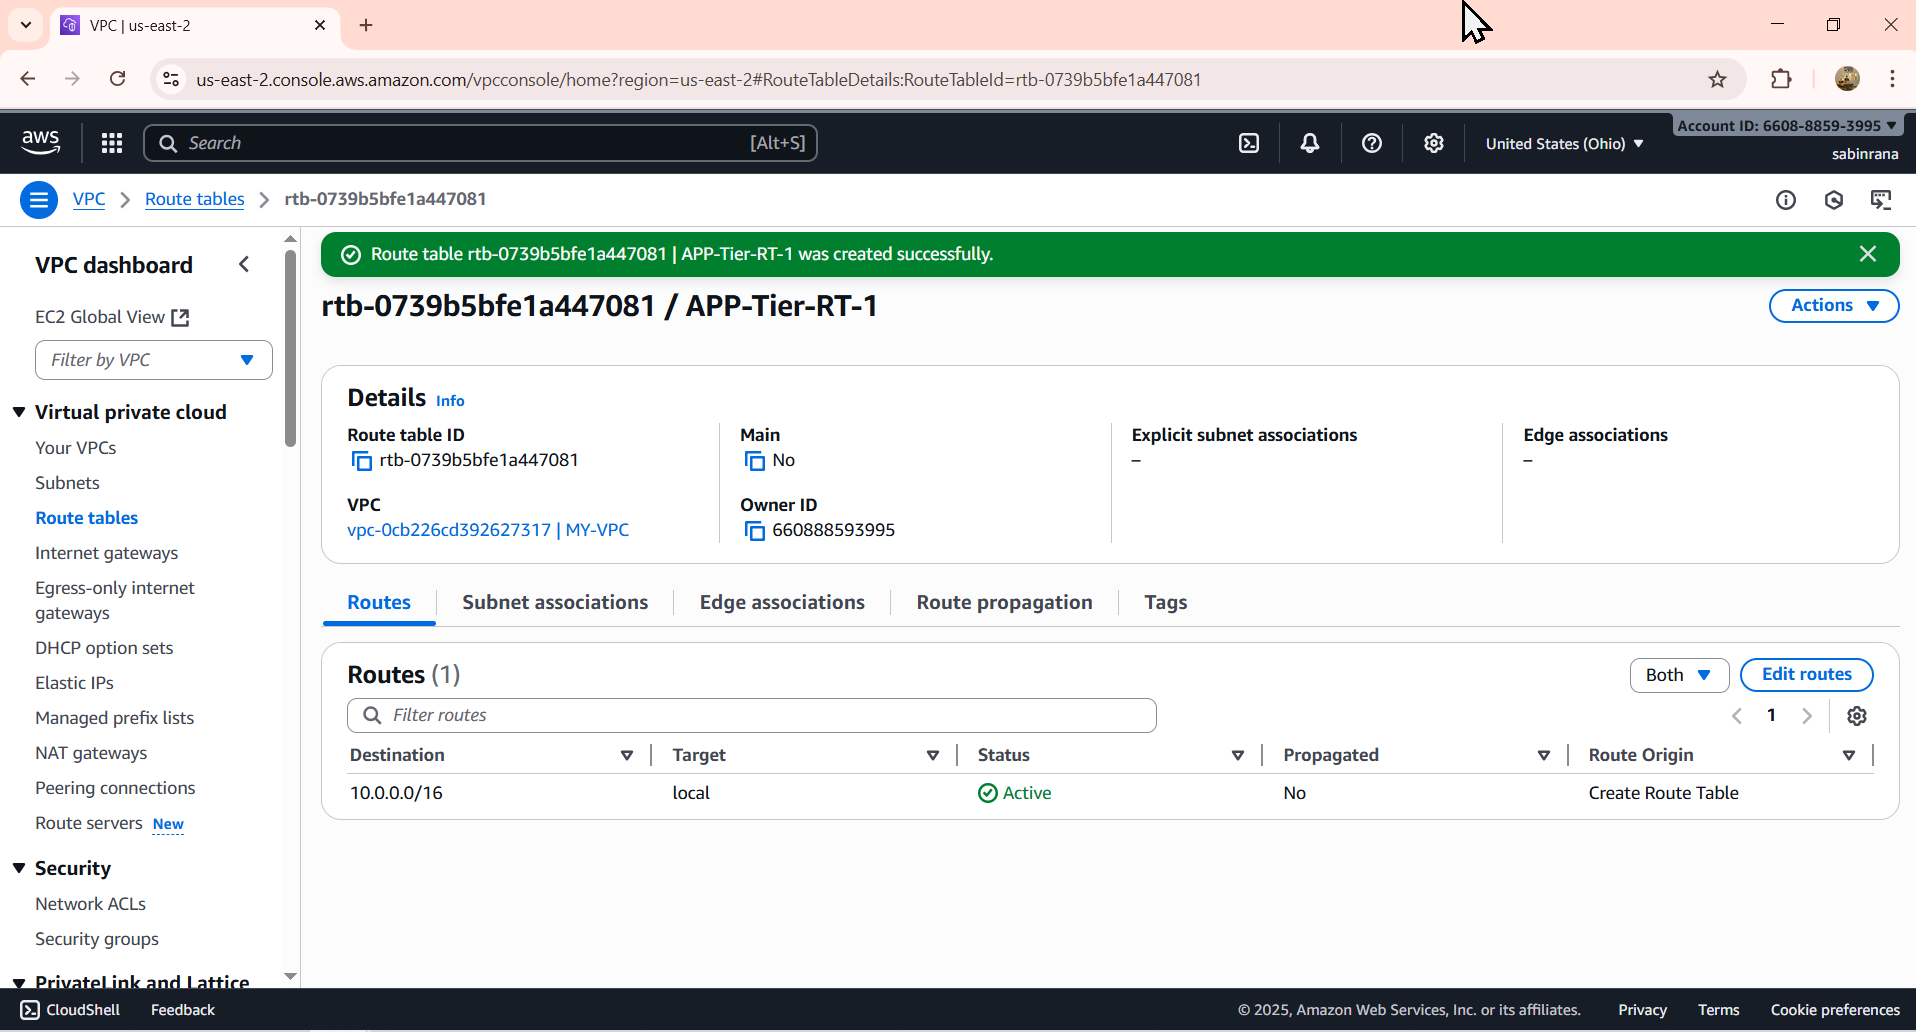 VPC | us-east-2
us-east-2.console.aws.amazon.com/vpcconsole/home?region=us-east-2#RouteTableDetails:RouteTableId=rtb-0739b5bfe1a447081
aws
Search
[Alt+S]
United States (Ohio)
Account ID: 6608-8859-3995
sabinrana
VPC
Route tables
rtb-0739b5bfe1a447081
VPC dashboard
EC2 Global View
Filter by VPC
Virtual private cloud
Your VPCs
Subnets
Route tables
Internet gateways
Egress-only internet
gateways
DHCP option sets
Elastic IPs
Managed prefix lists
NAT gateways
Peering connections
Route servers New
Security
Network ACLs
Security groups
PrivateLink and Lattice
Route table rtb-0739b5bfe1a447081 | APP-Tier-RT-1 was created successfully.
rtb-0739b5bfe1a447081 / APP-Tier-RT-1
Actions
Details Info
Route table ID
rtb-0739b5bfe1a447081
Main
No
Explicit subnet associations
–
Edge associations
–
VPC
vpc-0cb226cd392627317 | MY-VPC
Owner ID
660888593995
Routes
Subnet associations
Edge associations
Route propagation
Tags
Routes (1)
Both
Edit routes
Filter routes
1
Destination Target Status Propagated Route Origin
10.0.0.0/16 local Active No Create Route Table
CloudShell
Feedback
© 2025, Amazon Web Services, Inc. or its affiliates.
Privacy
Terms
Cookie preferences